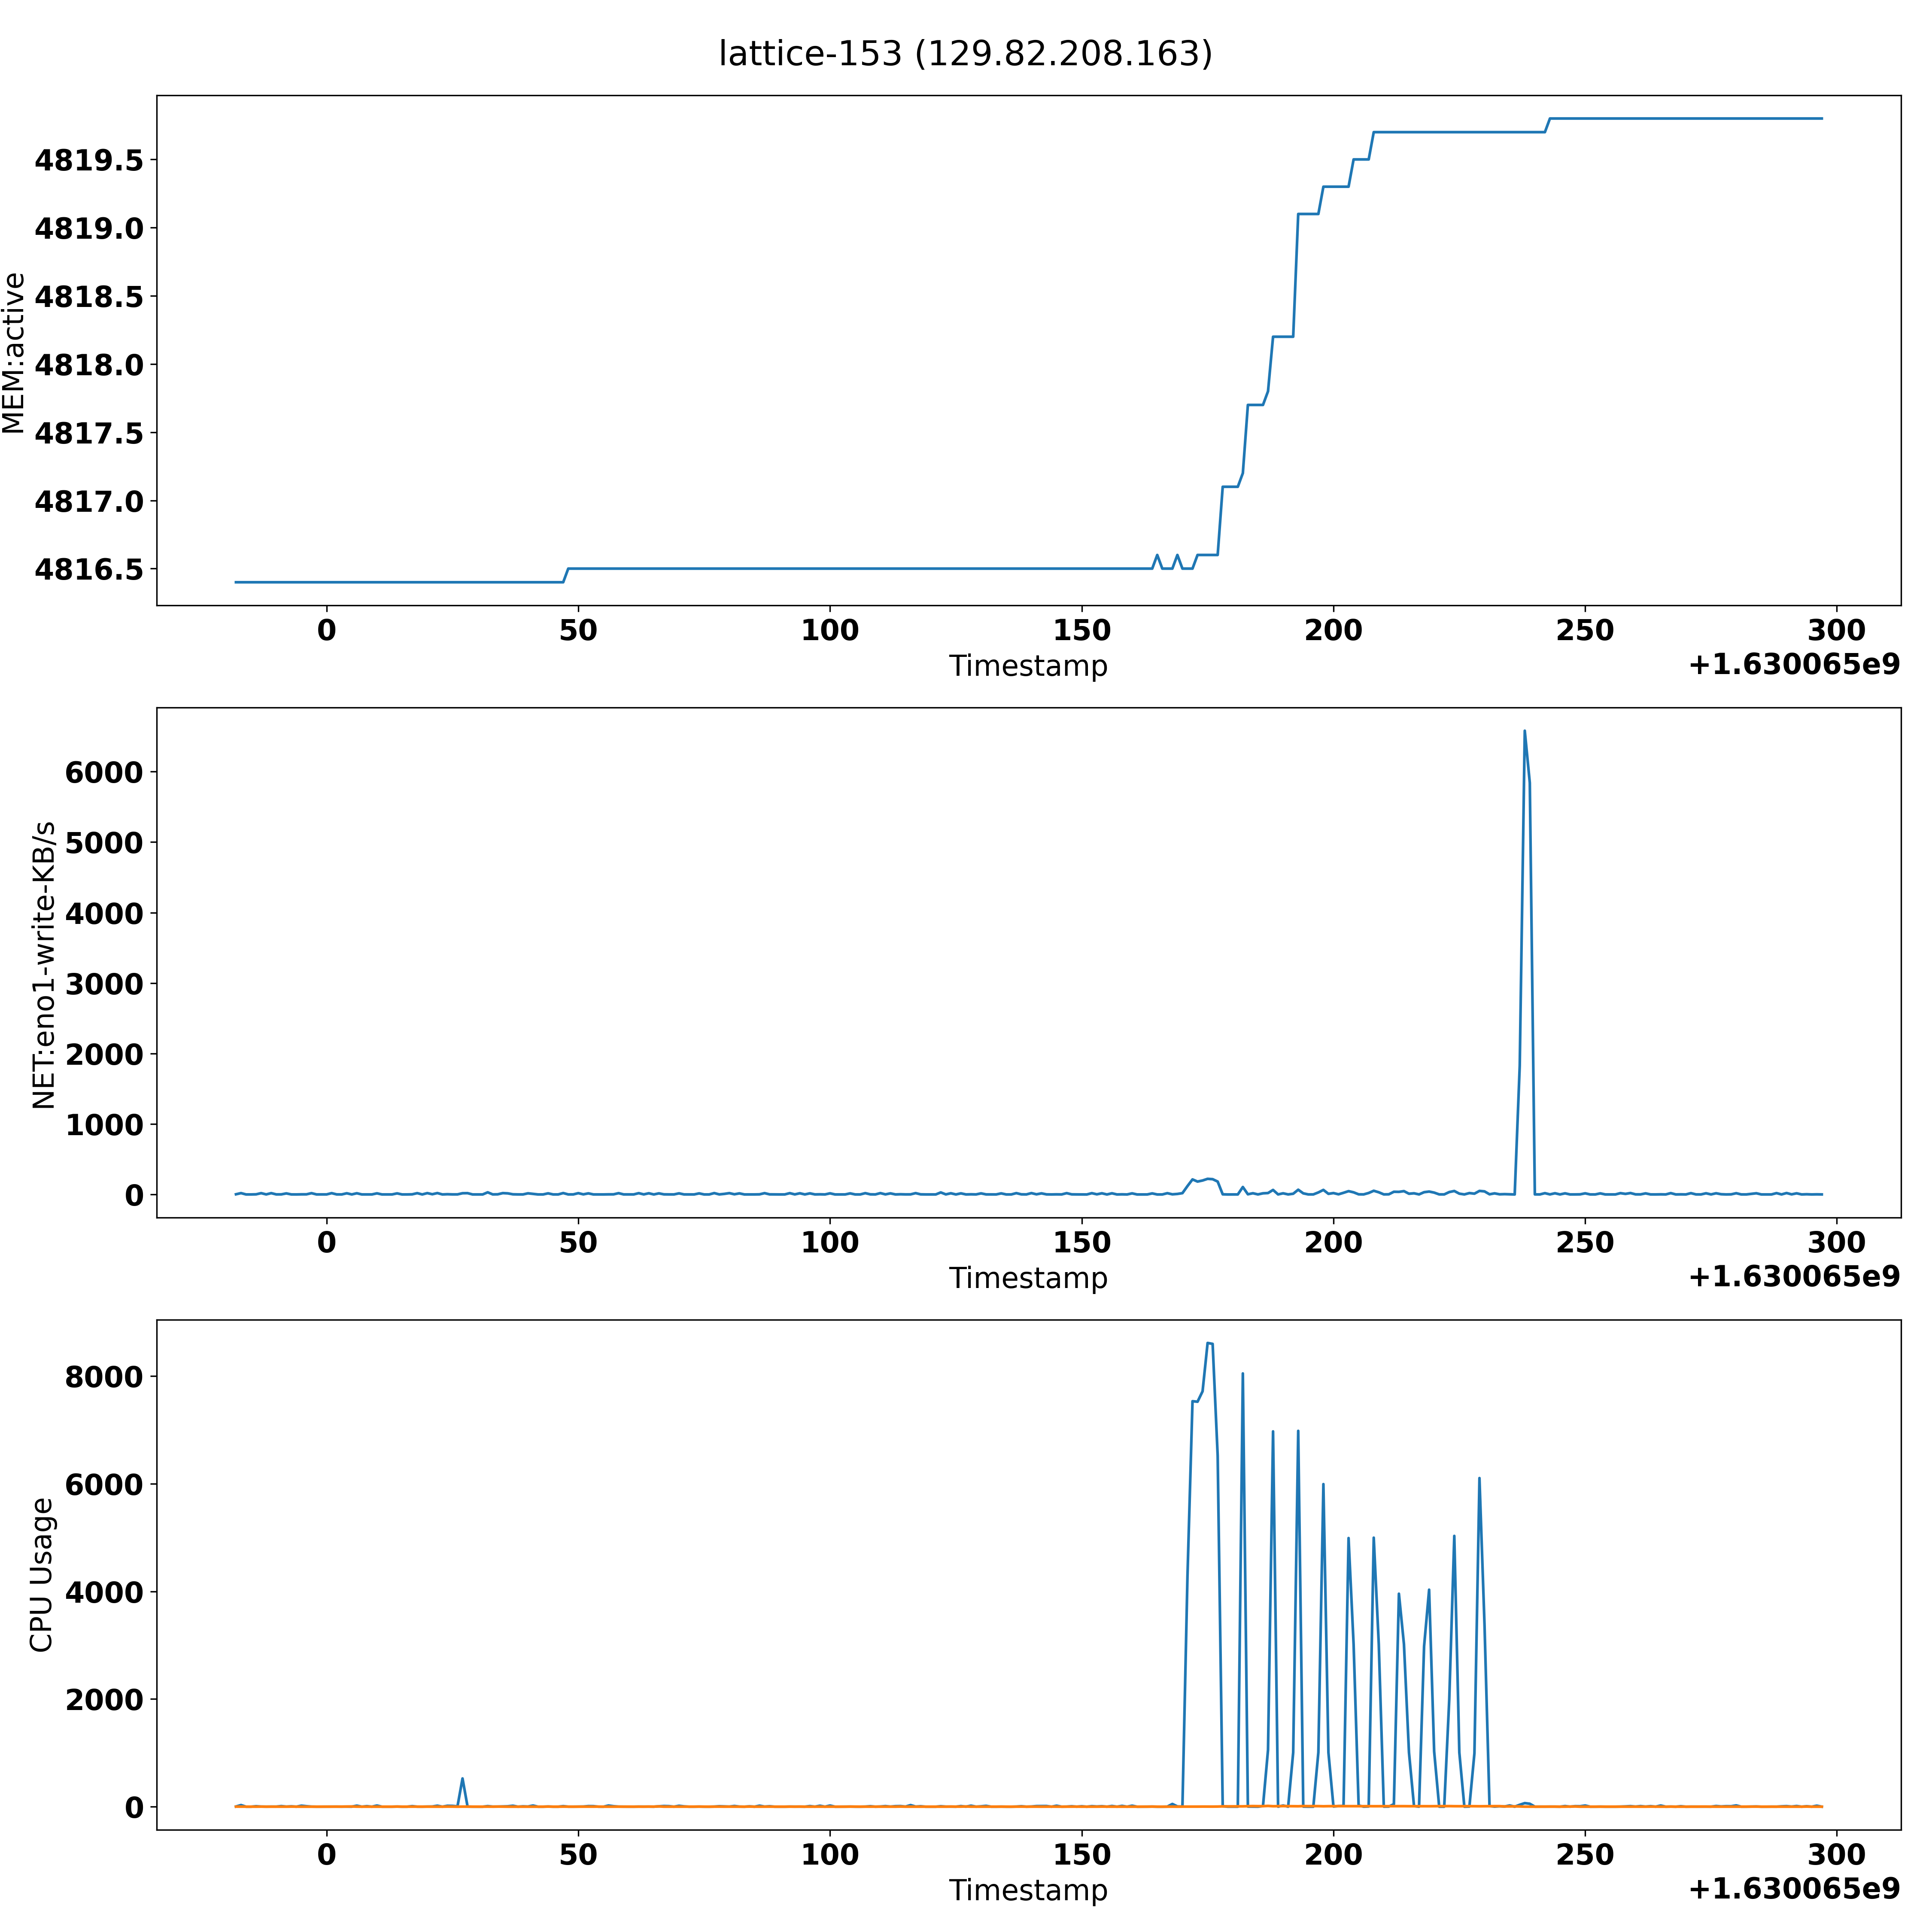 lattice-153 (129.82.208.163)
MEM:active
4819.5
4819.0
4818.5
4818.0
4817.5
4817.0
4816.5
0 50 100 150 200 250 300
Timestamp
+1.630065e9
NET:eno1-write-KB/s
6000
5000
4000
3000
2000
1000
0
0 50 100 150 200 250 300
Timestamp
+1.630065e9
CPU Usage
8000
6000
4000
2000
0
0 50 100 150 200 250 300
Timestamp
+1.630065e9